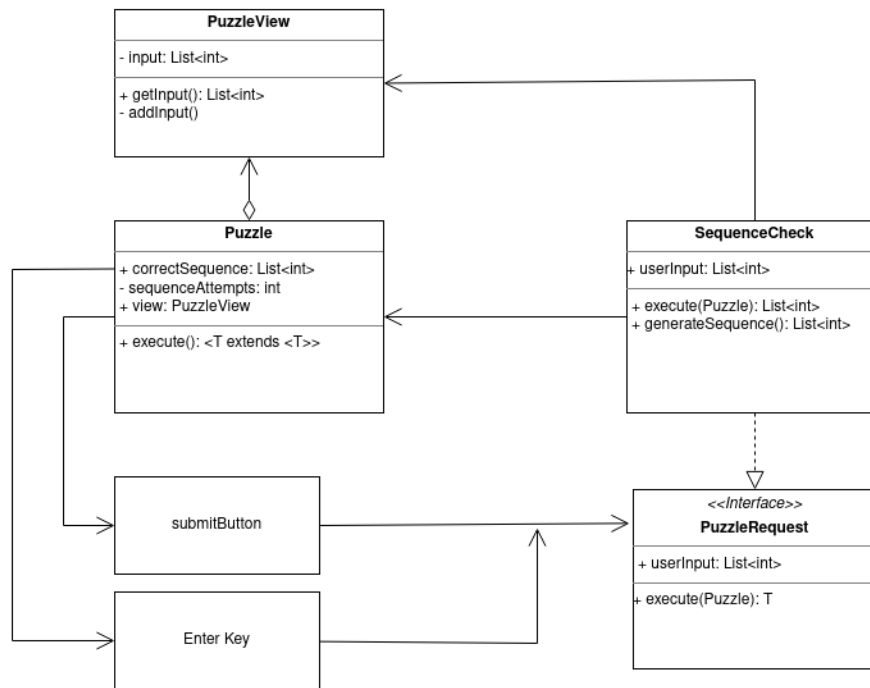 PuzzleView
- input: List<int>
+ getInput(): List<int>
- addInput()
Puzzle
+ correctSequence: List<int>
- sequenceAttempts: int
+ view: PuzzleView
+ execute(): <T extends <T>>
SequenceCheck
+ userInput: List<int>
+ execute(Puzzle): List<int>
+ generateSequence(): List<int>
submitButton
Enter Key
<<Interface>>
PuzzleRequest
+ userInput: List<int>
+ execute(Puzzle): T